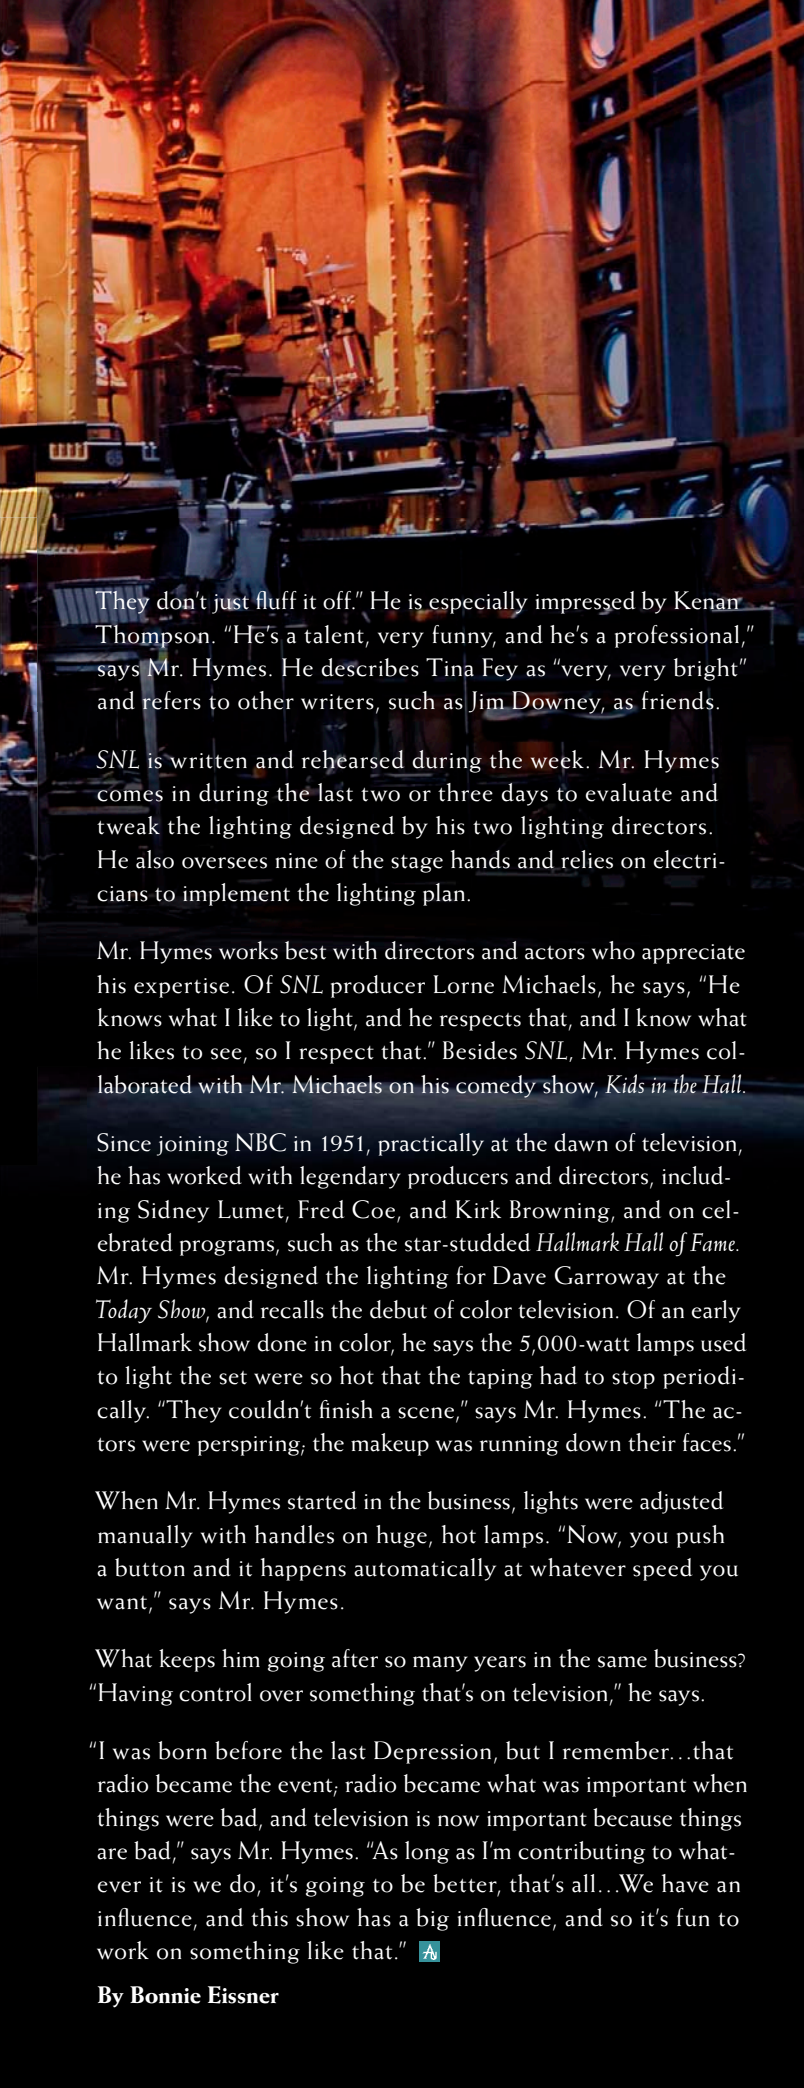 They don't just fluff it off.” He is especially impressed by Kenan
Thompson. “He's a talent, very funny, and he's a professional,”
says Mr. Hymes. He describes Tina Fey as “very, very bright”
and refers to other writers, such as Jim Downey, as friends.
SNL is written and rehearsed during the week. Mr. Hymes
comes in during the last two or three days to evaluate and
tweak the lighting designed by his two lighting directors.
He also oversees nine of the stage hands and relies on electri-
cians to implement the lighting plan.
Mr. Hymes works best with directors and actors who appreciate
his expertise. Of SNL producer Lorne Michaels, he says, “He
knows what I like to light, and he respects that, and I know what
he likes to see, so I respect that.” Besides SNL, Mr. Hymes col-
laborated with Mr. Michaels on his comedy show, Kids in the Hall.
Since joining NBC in 1951, practically at the dawn of television,
he has worked with legendary producers and directors, includ-
ing Sidney Lumet, Fred Coe, and Kirk Browning, and on cel-
ebrated programs, such as the star-studded Hallmark Hall of Fame.
Mr. Hymes designed the lighting for Dave Garroway at the
Today Show, and recalls the debut of color television. Of an early
Hallmark show done in color, he says the 5,000-watt lamps used
to light the set were so hot that the taping had to stop periodi-
cally. “They couldn't finish a scene,” says Mr. Hymes. “The ac-
tors were perspiring; the makeup was running down their faces.”
When Mr. Hymes started in the business, lights were adjusted
manually with handles on huge, hot lamps. “Now, you push
a button and it happens automatically at whatever speed you
want,” says Mr. Hymes.
What keeps him going after so many years in the same business?
“Having control over something that's on television,” he says.
“I was born before the last Depression, but I remember…that
radio became the event; radio became what was important when
things were bad, and television is now important because things
are bad,” says Mr. Hymes. “As long as I'm contributing to what-
ever it is we do, it's going to be better, that's all…We have an
influence, and this show has a big influence, and so it's fun to
work on something like that.”
By Bonnie Eissner